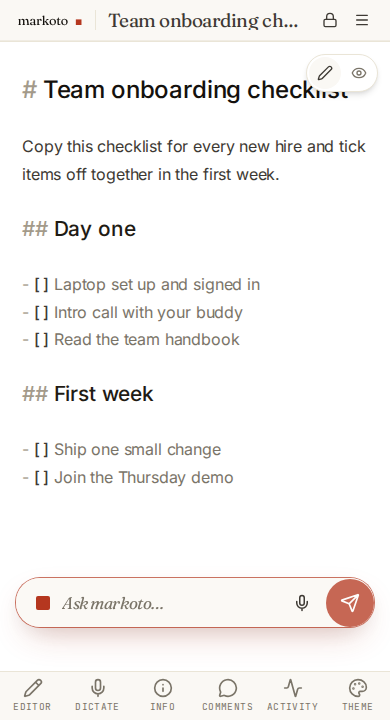 markoto
Team onboarding ch...
# Team onboarding checklist
Copy this checklist for every new hire and tick
items off together in the first week.
## Day one
- [ ] Laptop set up and signed in
- [ ] Intro call with your buddy
- [ ] Read the team handbook
## First week
- [ ] Ship one small change
- [ ] Join the Thursday demo
Ask markoto...
EDITOR DICTATE INFO COMMENTS ACTIVITY THEME